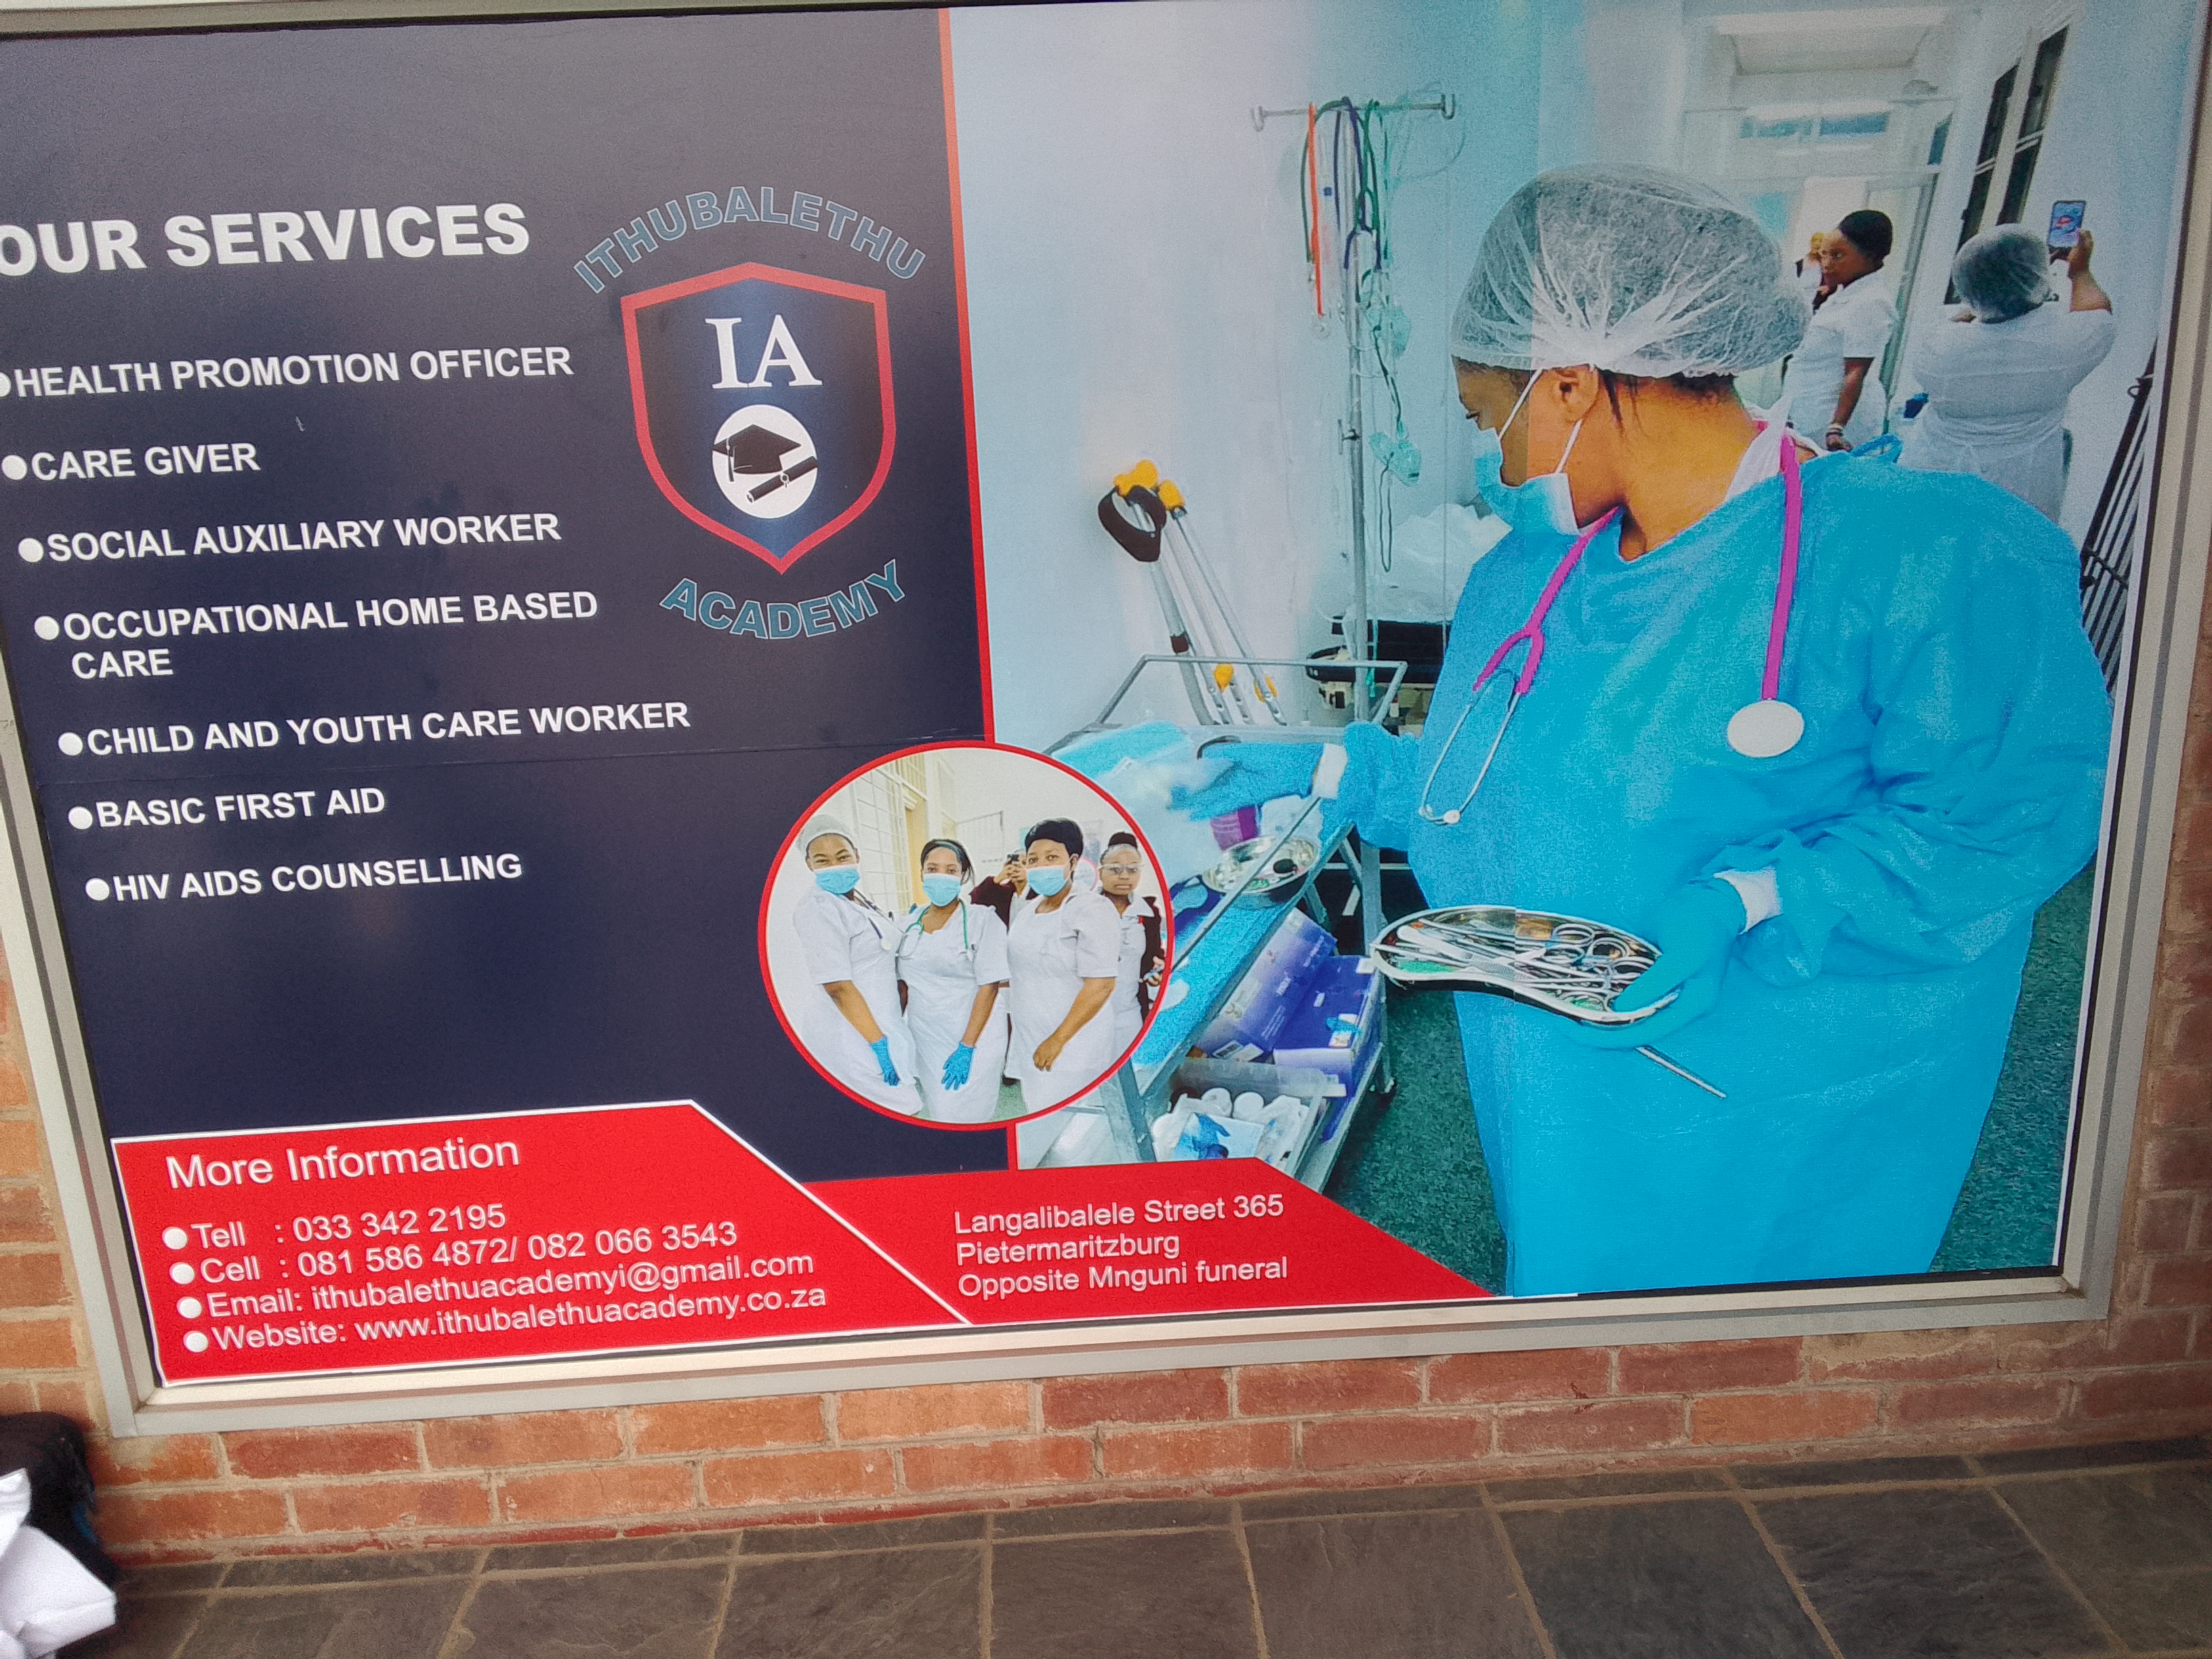 OUR SERVICES
ITHUBALETHU
IA
ACADEMY
●HEALTH PROMOTION OFFICER
●CARE GIVER
●SOCIAL AUXILIARY WORKER
●OCCUPATIONAL HOME BASED
CARE
●CHILD AND YOUTH CARE WORKER
●BASIC FIRST AID
●HIV AIDS COUNSELLING
More Information
●Tell : 033 342 2195
●Cell : 081 586 4872/ 082 066 3543
●Email: ithubalethuacademyi@gmail.com
●Website: www.ithubalethuacademy.co.za
Langalibalele Street 365
Pietermaritzburg
Opposite Mnguni funeral